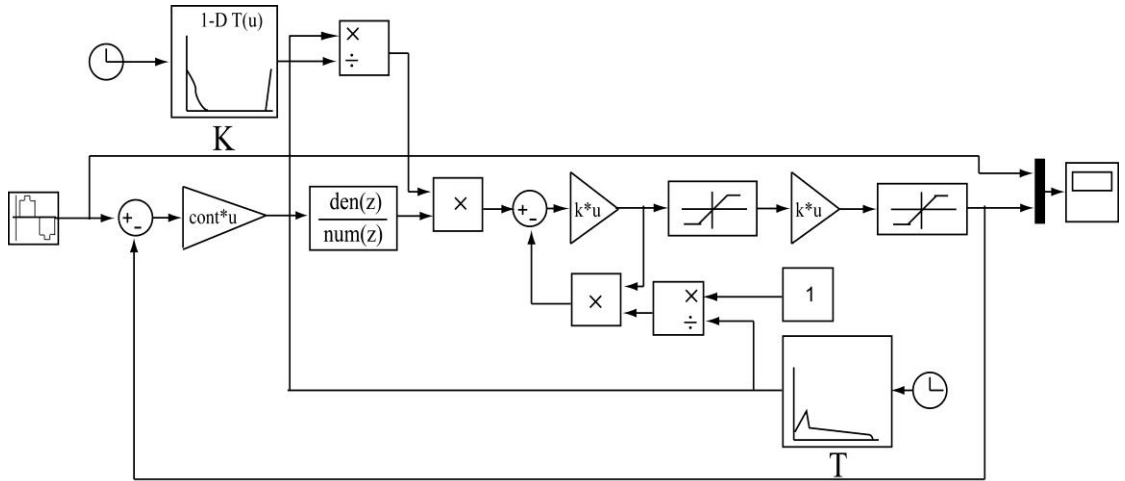 1-D T(u)
×
÷
K
+
-
cont*u
den(z)
num(z)
×
+
-
k*u
k*u
×
×
÷
1
T